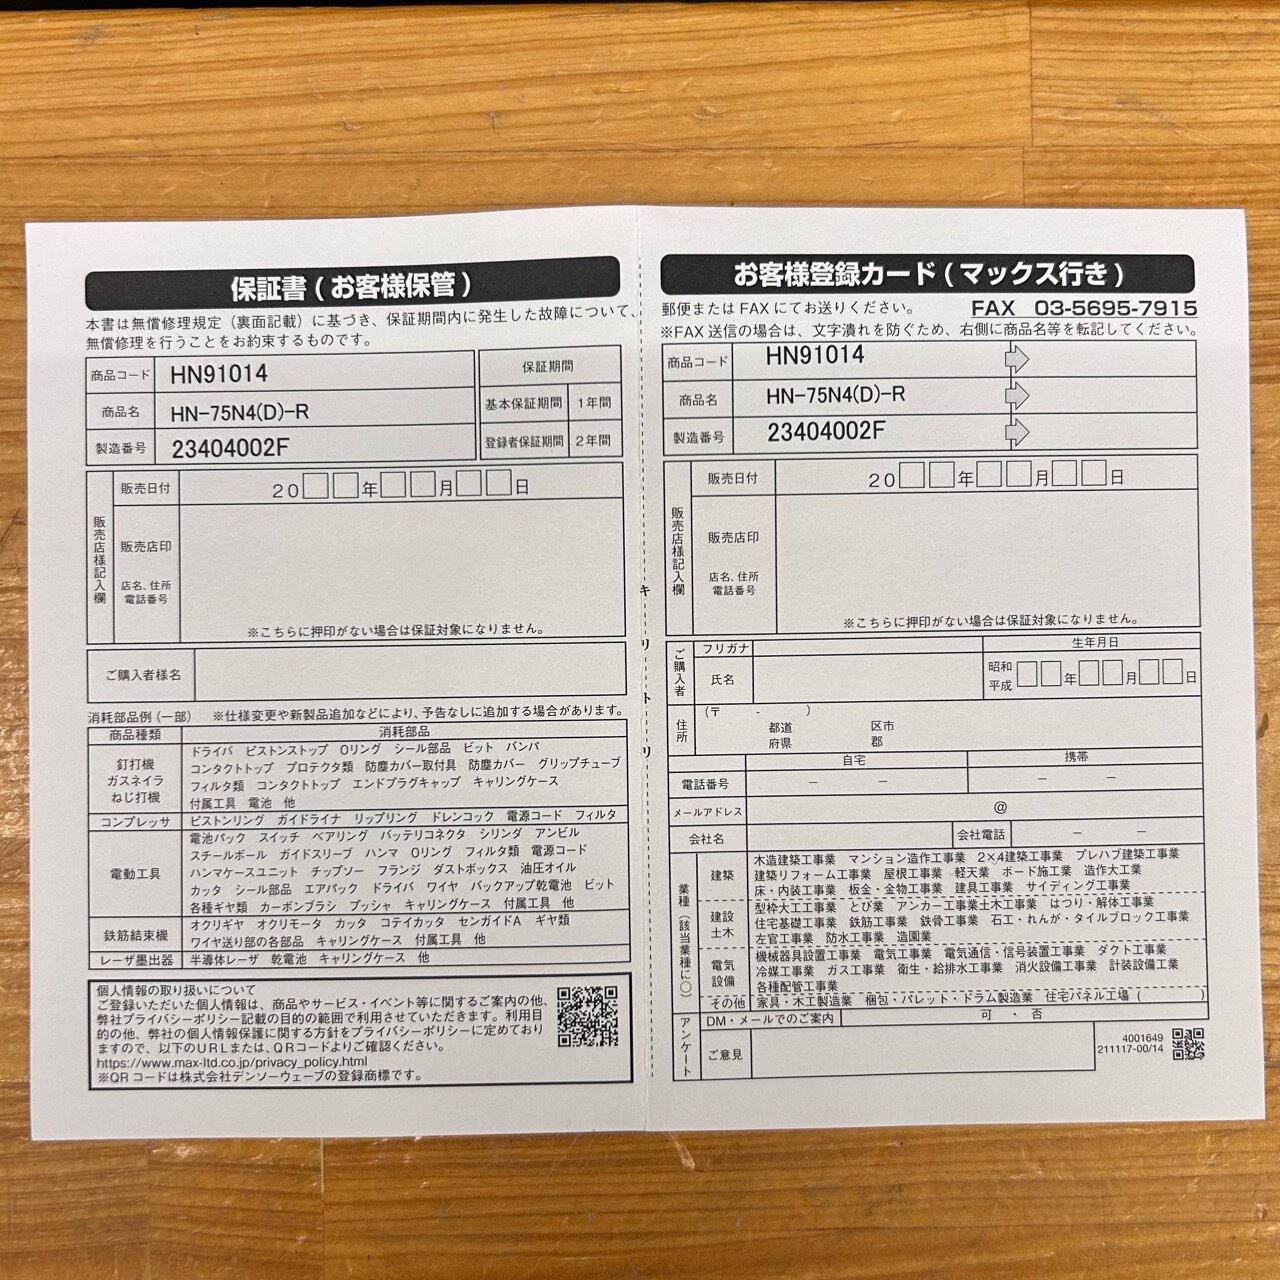 保証書(お客様保管)
本書は無償修理規定（裏面記載）に基づき、保証期間内に発生した故障について、
無償修理を行うことをお約束するものです。
商品コード HN91014
商品名 HN-75N4(D)-R
製造番号 23404002F
保証期間
基本保証期間 1年間
登録者保証期間 2年間
販売店様記入欄
販売日付 20□□年□□月□□日
販売店印
店名、住所
電話番号
※こちらに押印がない場合は保証対象になりません。
ご購入者様名
消耗部品例(一部) ※仕様変更や新製品追加などにより、予告なしに追加する場合があります。
商品種類 消耗部品
釘打機
ガスネイラ
ねじ打機
ドライバ ピストンストップ Oリング シール部品 ビット バンパ
コンタクトトップ プロテクタ類 防塵カバー取付具 防塵カバー グリップチューブ
フィルタ類 コンタクトトップ エンドプラグキャップ キャリングケース
付属工具 電池 他
コンプレッサ ピストンリング ガイドライナ リップリング ドレンコック 電源コード フィルタ
電動工具
電池パック スイッチ ベアリング バッテリコネクタ シリンダ アンビル
スチールボール ガイドスリーブ ハンマ Oリング フィルタ類 電源コード
ハンマケースユニット チップソー フランジ ダストボックス 油圧オイル
カッタ シール部品 エアパック ドライバ ワイヤ バックアップ乾電池 ビット
各種ギヤ類 カーボンブラシ プッシャ キャリングケース 付属工具 他
鉄筋結束機
オクリギヤ オクリモータ カッタ コテイカッタ センガイドA ギヤ類
ワイヤ送り部の各部品 キャリングケース 付属工具 他
レーザ墨出器 半導体レーザ 乾電池 キャリングケース 他
個人情報の取り扱いについて
ご登録いただいた個人情報は、商品やサービス・イベント等に関するご案内の他、
弊社プライバシーポリシー記載の目的の範囲で利用させていただきます。利用目
的の他、弊社の個人情報保護に関する方針をプライバシーポリシーに定めており
ますので、以下のURLまたは、QRコードよりご確認ください。
https://www.max-ltd.co.jp/privacy_policy.html
※QRコードは株式会社デンソーウェーブの登録商標です。
キリトリ
お客様登録カード(マックス行き)
郵便またはFAXにてお送りください。 FAX 03-5695-7915
※FAX送信の場合は、文字潰れを防ぐため、右側に商品名等を転記してください。
商品コード HN91014
商品名 HN-75N4(D)-R
製造番号 23404002F
販売店様記入欄
販売日付 20□□年□□月□□日
販売店印
店名、住所
電話番号
※こちらに押印がない場合は保証対象になりません。
ご購入者
フリガナ
氏名
生年月日
昭和
平成
□□年□□月□□日
住所
(〒 - )
都道 区市
府県 郡
自宅 携帯
電話番号 － － － －
メールアドレス @
会社名 会社電話 － －
業種(該当業種に○)
建築
木造建築工事業 マンション造作工事業 2×4建築工事業 プレハブ建築工事業
建築リフォーム工事業 屋根工事業 軽天業 ボード施工業 造作大工業
床・内装工事業 板金・金物工事業 建具工事業 サイディング工事業
建設
土木
型枠大工工事業 とび業 アンカー工事業土木工事業 はつり・解体工事業
住宅基礎工事業 鉄筋工事業 鉄骨工事業 石工・れんが・タイルブロック工事業
左官工事業 防水工事業 造園業
電気
設備
機械器具設置工事業 電気工事業 電気通信・信号装置工事業 ダクト工事業
冷媒工事業 ガス工事業 衛生・給排水工事業 消火設備工事業 計装設備工事業
各種配管工事業
その他 家具・木工製造業 梱包・パレット・ドラム製造業 住宅パネル工場 ( )
アンケート
DM・メールでのご案内 可 ・ 否
ご意見
4001649
211117-00/14